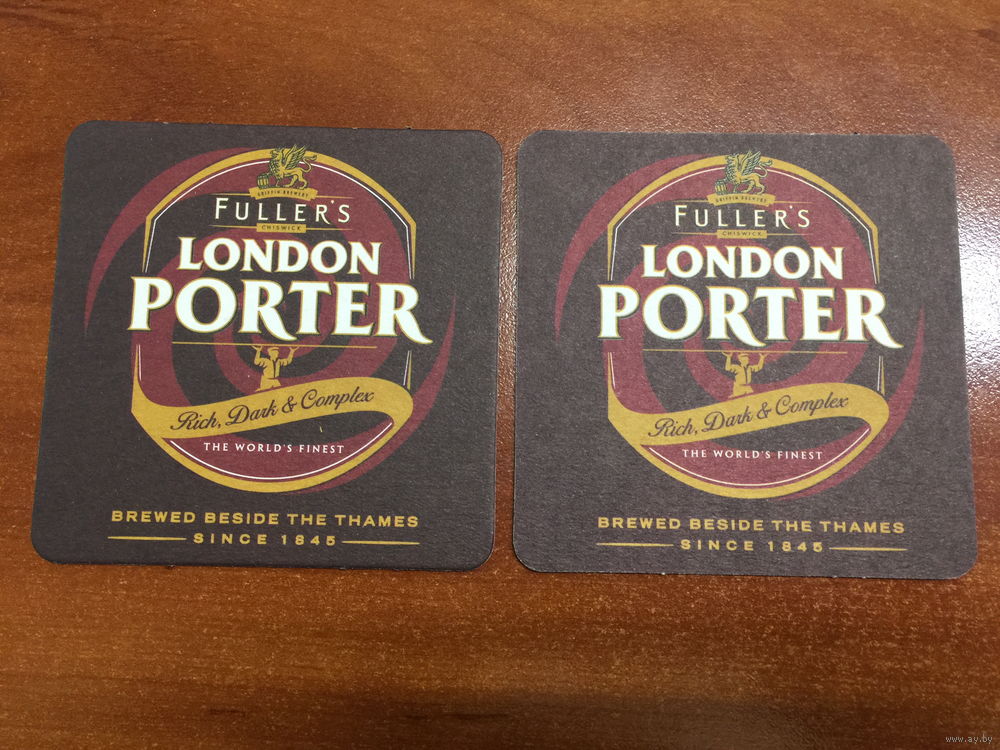 GRIFFIN BREWERY
FULLER'S
CHISWICK
LONDON
PORTER
Rich, Dark & Complex
THE WORLD'S FINEST
BREWED BESIDE THE THAMES
SINCE 1845
GRIFFIN BREWERY
FULLER'S
CHISWICK
LONDON
PORTER
Rich, Dark & Complex
THE WORLD'S FINEST
BREWED BESIDE THE THAMES
SINCE 1845
www.ay.by